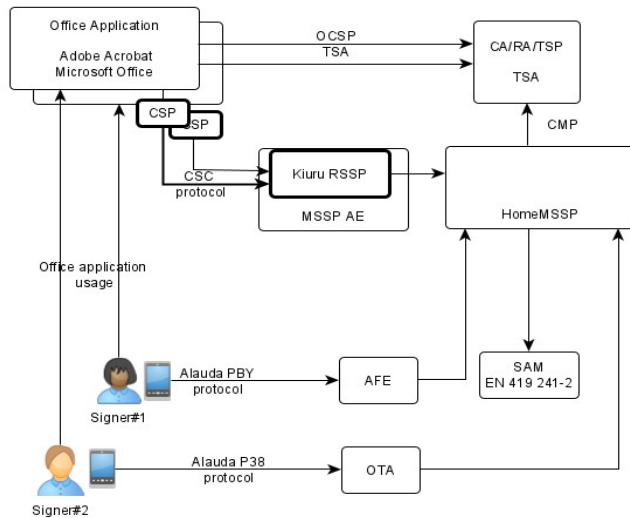 Office Application
Adobe Acrobat
Microsoft Office
OCSP
TSA
CA/RA/TSP
TSA
CSP
CSP
CMP
CSC
protocol
Kiuru RSSP
MSSP AE
HomeMSSP
Office application
usage
Alauda PBY
protocol
AFE
SAM
EN 419 241-2
Signer#1
Alauda P38
protocol
OTA
Signer#2